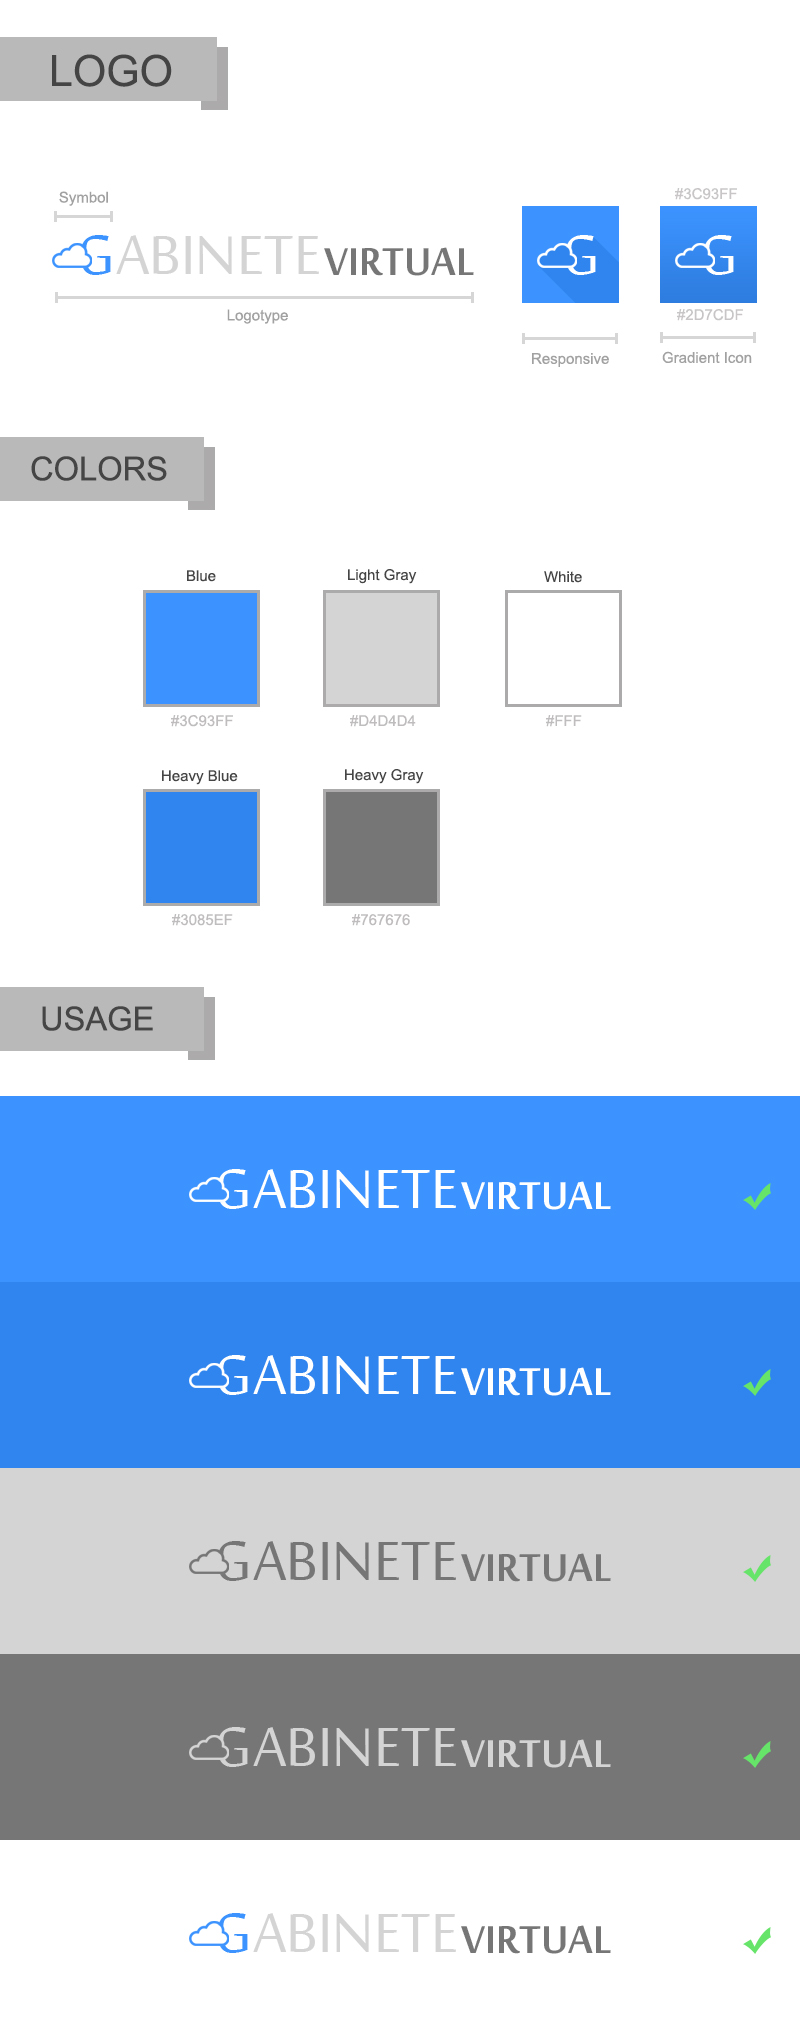 LOGO
Symbol
GABINETE VIRTUAL
Logotype
G
Responsive
#3C93FF
G
#2D7CDF
Gradient Icon
COLORS
Blue
Light Gray
White
#3C93FF
#D4D4D4
#FFF
Heavy Blue
Heavy Gray
#3085EF
#767676
USAGE
GABINETE VIRTUAL
GABINETE VIRTUAL
GABINETE VIRTUAL
GABINETE VIRTUAL
GABINETE VIRTUAL